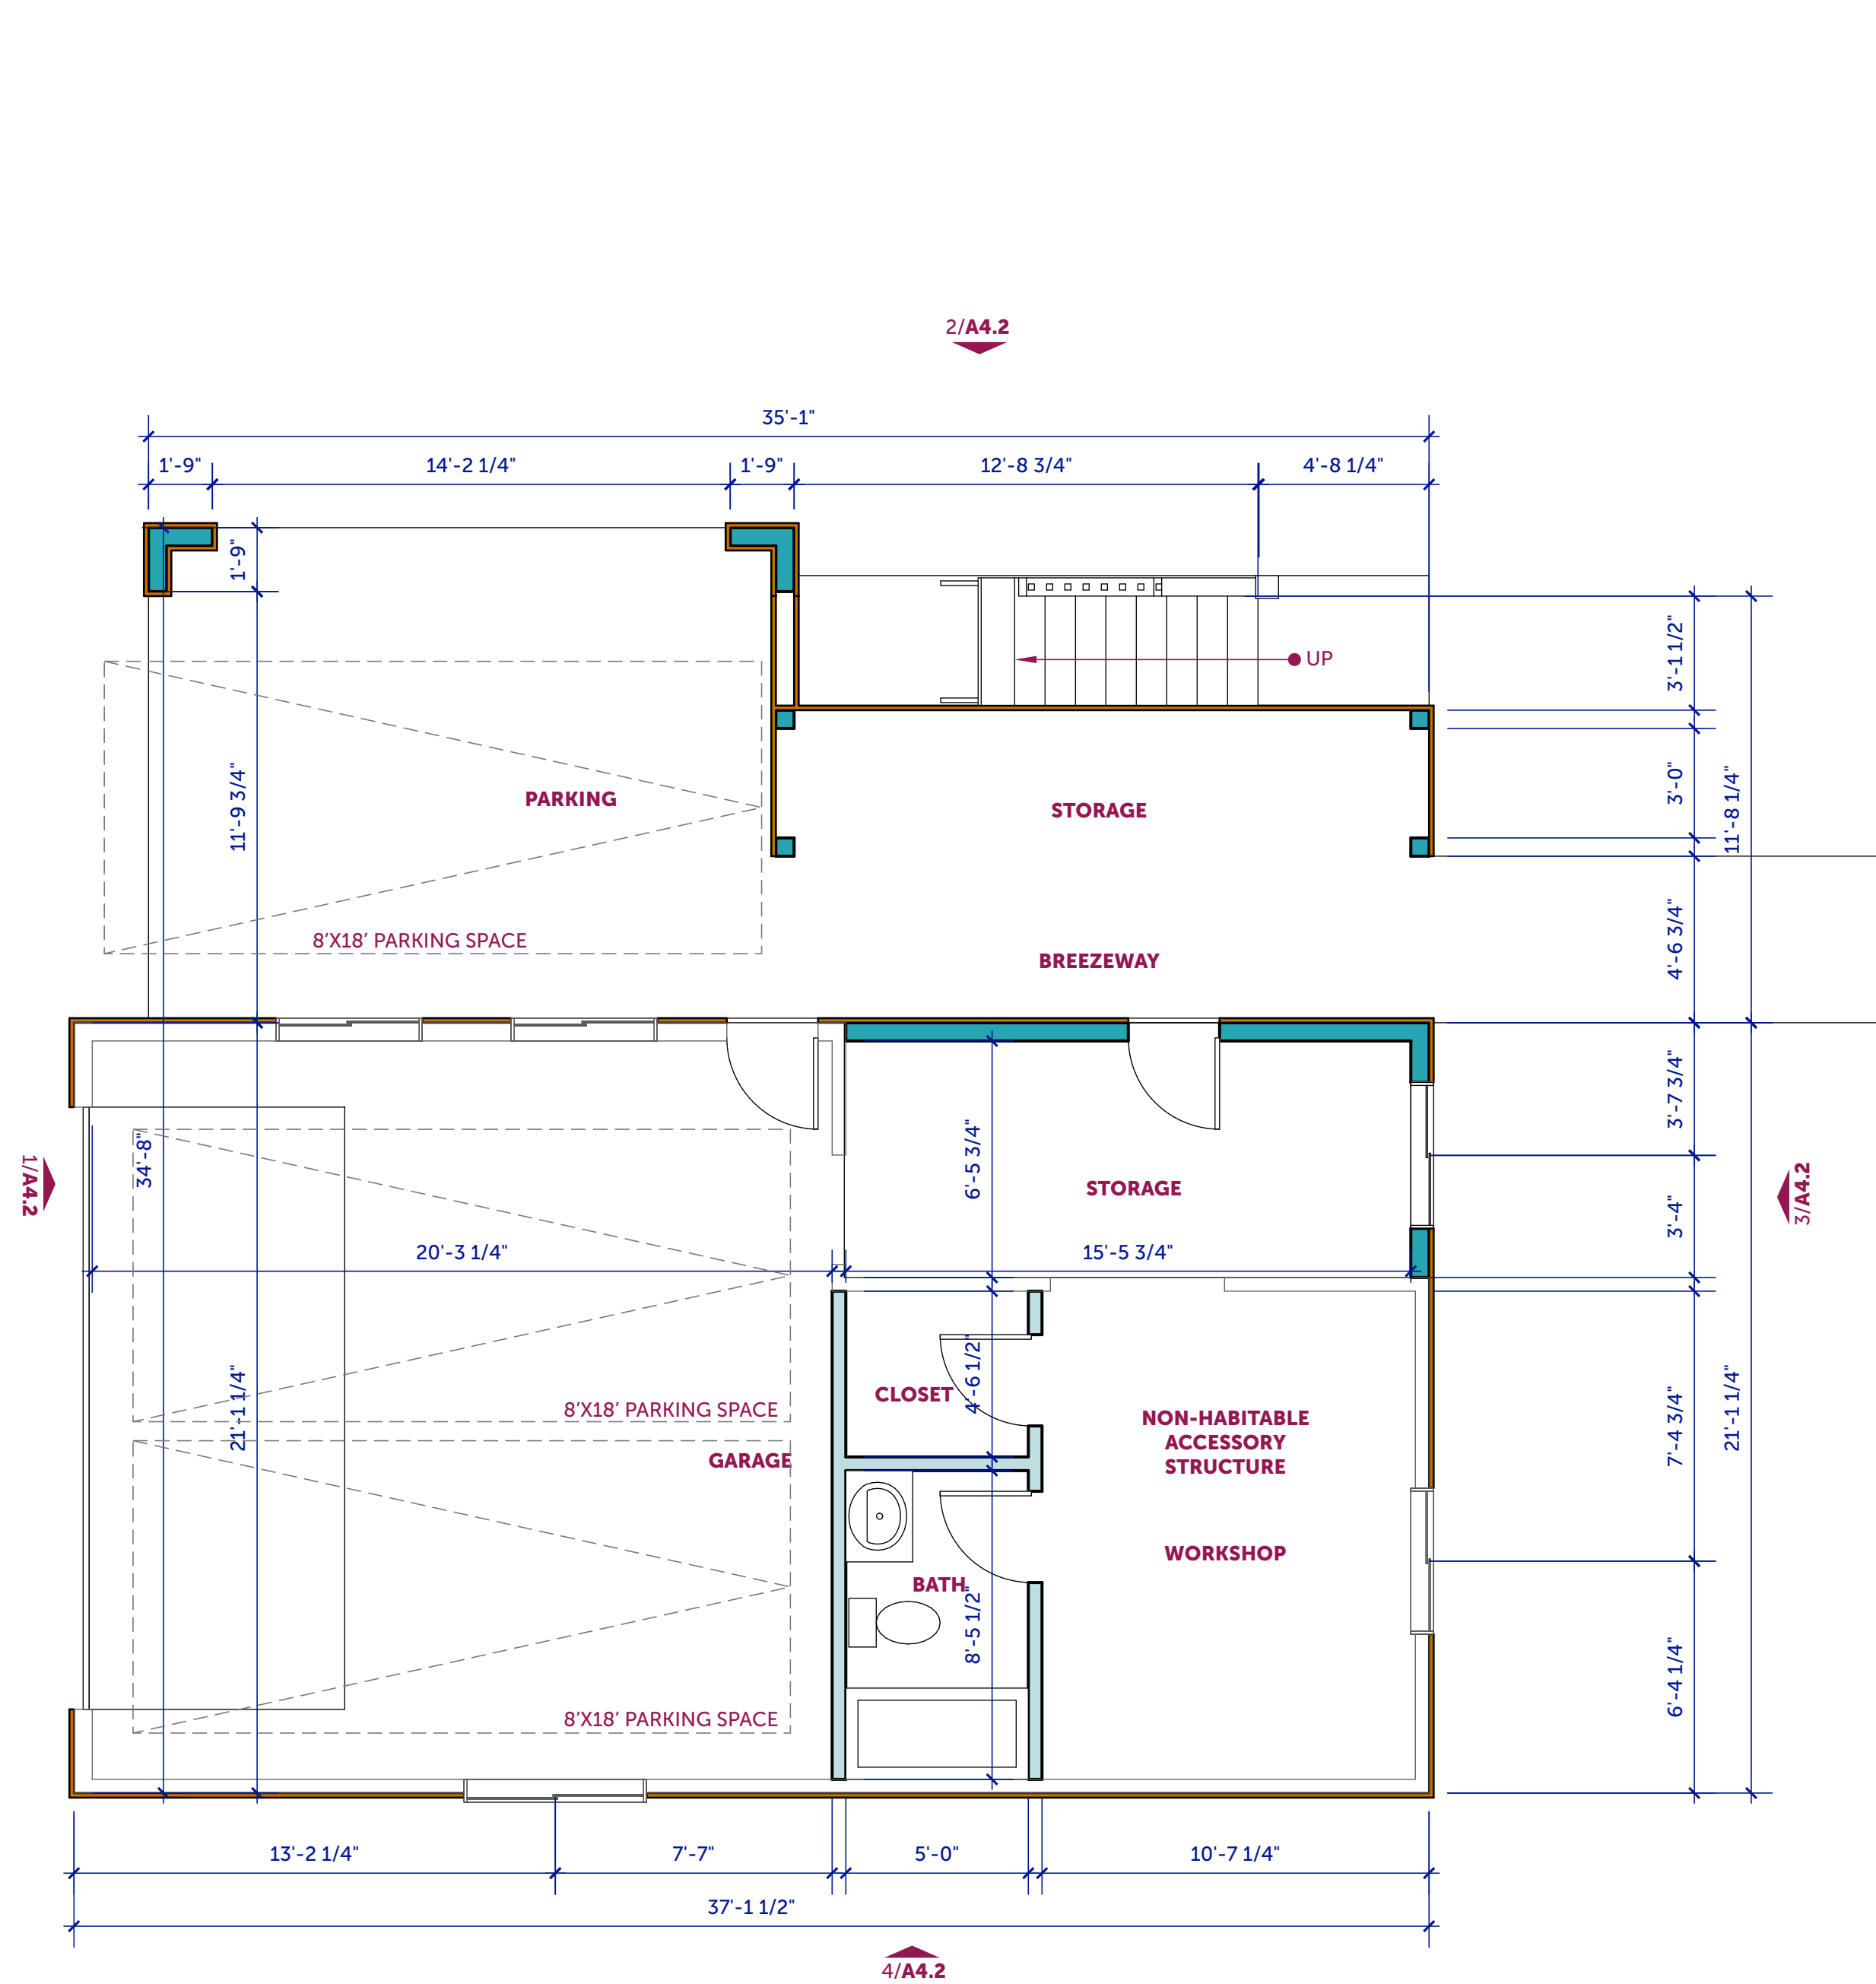 2/A4.2
35'-1"
1'-9"
14'-2 1/4"
1'-9"
12'-8 3/4"
4'-8 1/4"
1'-9"
3'-1 1/2"
UP
11'-9 3/4"
PARKING
STORAGE
3'-0"
11'-8 1/4"
8'X18' PARKING SPACE
BREEZEWAY
4'-6 3/4"
1/A4.2
34'-8"
6'-5 3/4"
STORAGE
3'-7 3/4"
3/A4.2
3'-4"
20'-3 1/4"
15'-5 3/4"
21'-1 1/4"
8'X18' PARKING SPACE
CLOSET
4'-6 1/2"
NON-HABITABLE
ACCESSORY
STRUCTURE
7'-4 3/4"
21'-1 1/4"
GARAGE
WORKSHOP
BATH
8'-5 1/2"
6'-4 1/4"
8'X18' PARKING SPACE
13'-2 1/4"
7'-7"
5'-0"
10'-7 1/4"
37'-1 1/2"
4/A4.2